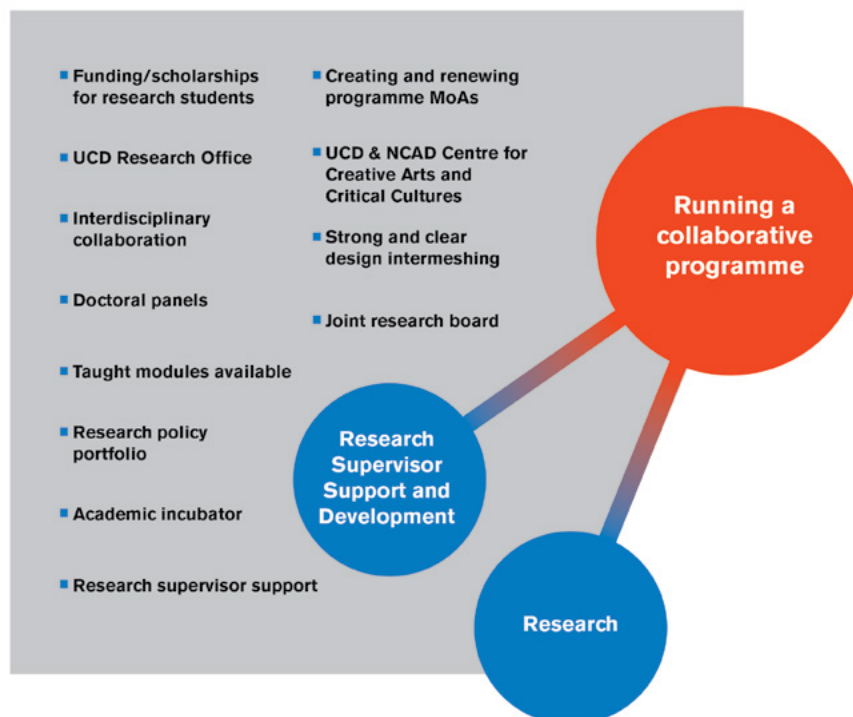 Funding/scholarships
for research students
UCD Research Office
Interdisciplinary
collaboration
Doctoral panels
Taught modules available
Research policy
portfolio
Academic incubator
Research supervisor support
Creating and renewing
programme MoAs
UCD & NCAD Centre for
Creative Arts and
Critical Cultures
Strong and clear
design intermeshing
Joint research board
Running a
collaborative
programme
Research
Supervisor
Support and
Development
Research